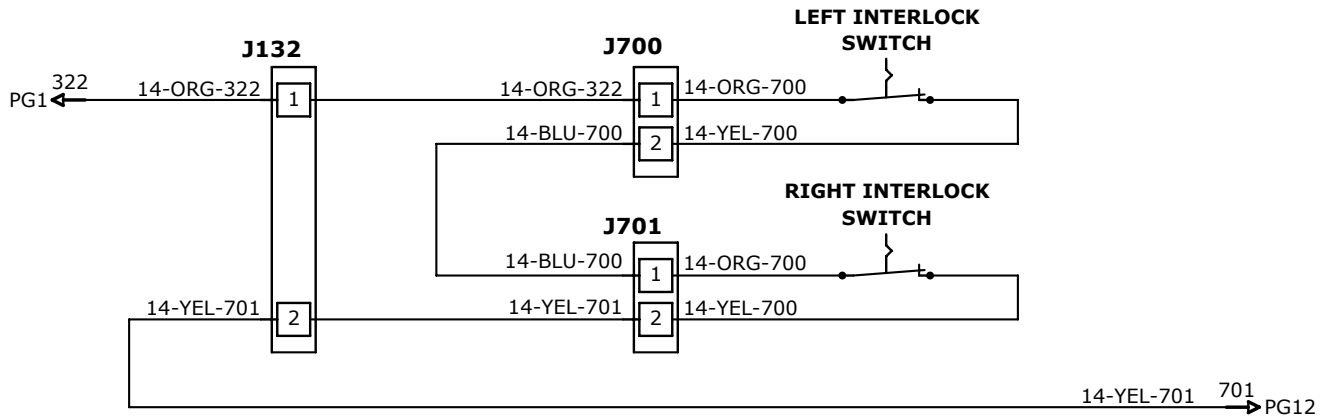 LEFT INTERLOCK
SWITCH
J132
J700
PG1
322
14-ORG-322
1
14-ORG-322
1
14-ORG-700
14-BLU-700
2
14-YEL-700
RIGHT INTERLOCK
SWITCH
J701
14-BLU-700
1
14-ORG-700
14-YEL-701
2
14-YEL-701
2
14-YEL-700
14-YEL-701
701
PG12